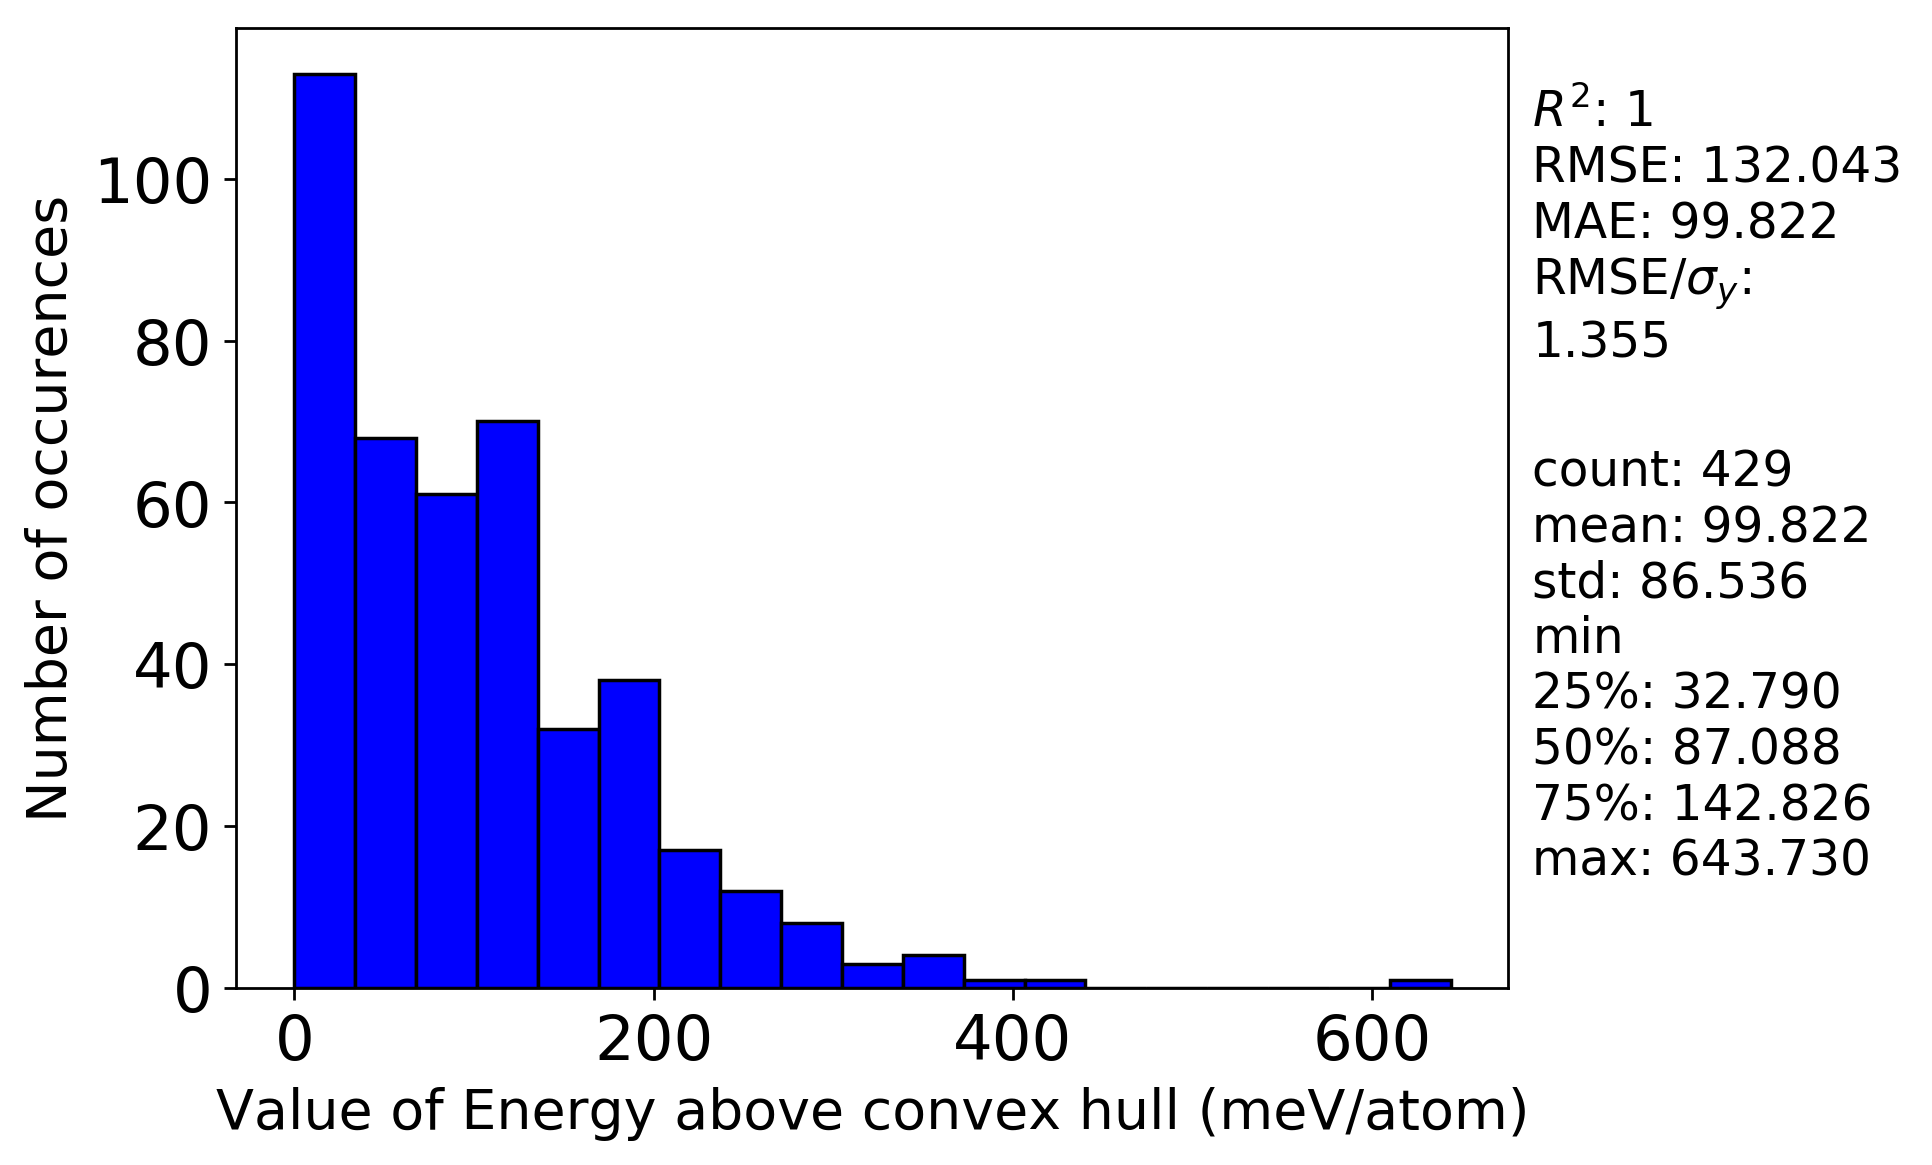 Number of occurences
100
80
60
40
20
0
0 200 400 600
Value of Energy above convex hull (meV/atom)
R²: 1
RMSE: 132.043
MAE: 99.822
RMSE/σy:
1.355
count: 429
mean: 99.822
std: 86.536
min
25%: 32.790
50%: 87.088
75%: 142.826
max: 643.730